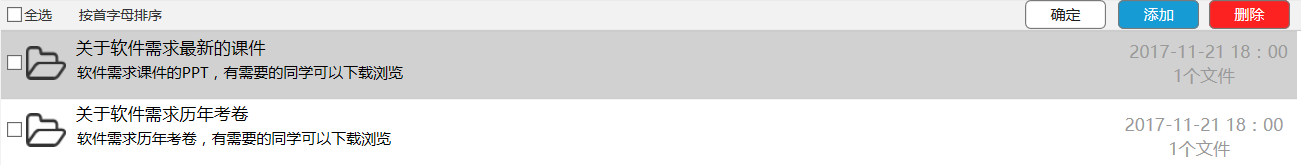 全选 按首字母排序 确定 添加 删除
关于软件需求最新的课件
2017-11-21 18：00
软件需求课件的PPT，有需要的同学可以下载浏览
1个文件
关于软件需求历年考卷
2017-11-21 18：00
软件需求历年考卷，有需要的同学可以下载浏览
1个文件